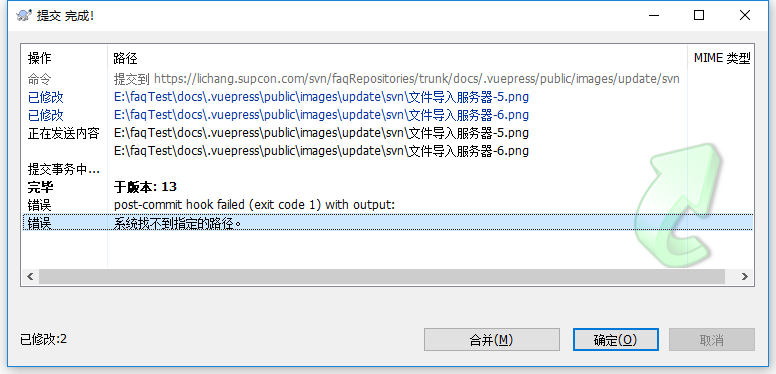 提交 完成!
操作 路径 MIME 类型
命令 提交到 https://lichang.supcon.com/svn/faqRepositories/trunk/docs/.vuepress/public/images/update/svn
已修改 E:\faqTest\docs\.vuepress\public\images\update\svn\文件导入服务器-5.png
已修改 E:\faqTest\docs\.vuepress\public\images\update\svn\文件导入服务器-6.png
正在发送内容 E:\faqTest\docs\.vuepress\public\images\update\svn\文件导入服务器-5.png
E:\faqTest\docs\.vuepress\public\images\update\svn\文件导入服务器-6.png
提交事务中...
完毕 于版本: 13
错误 post-commit hook failed (exit code 1) with output:
错误 系统找不到指定的路径。
已修改:2 合并(M) 确定(O) 取消